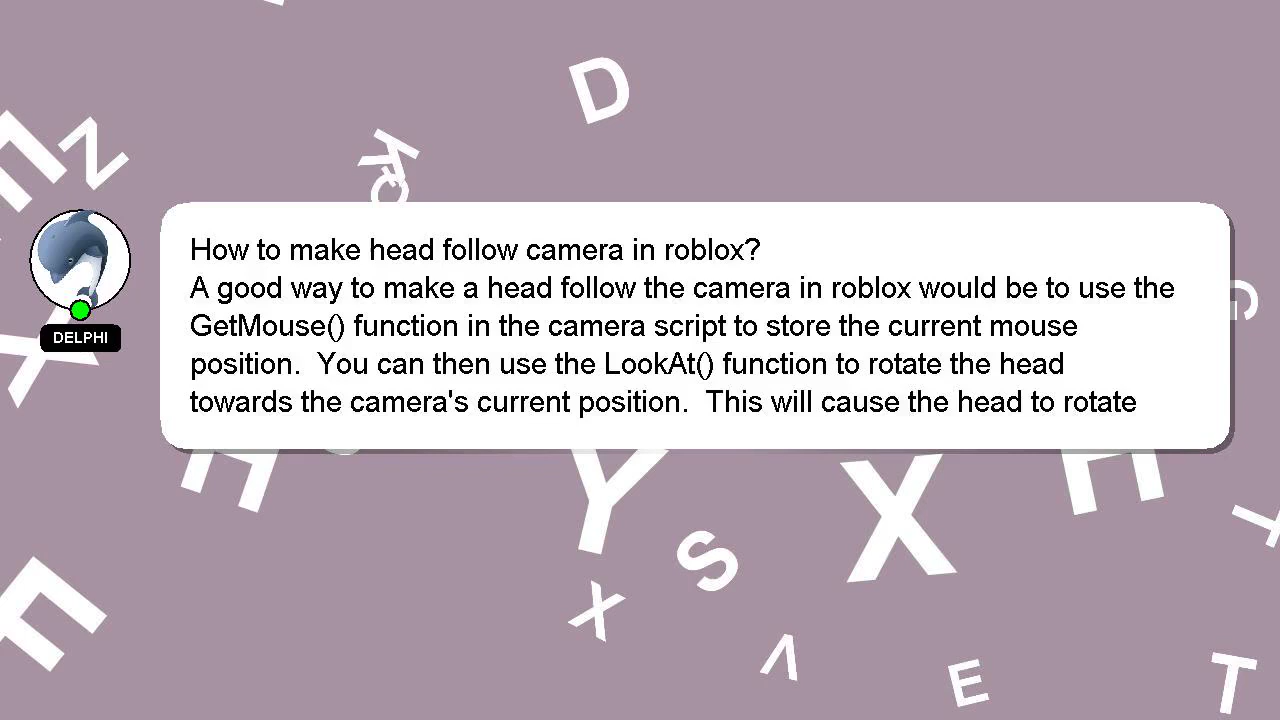 D
N
K
C
How to make head follow camera in roblox?
A good way to make a head follow the camera in roblox would be to use the
GetMouse() function in the camera script to store the current mouse
position.  You can then use the LookAt() function to rotate the head
towards the camera's current position.  This will cause the head to rotate
DELPHI
G
X
H
Y
X
H
T
S
X
V
E
T